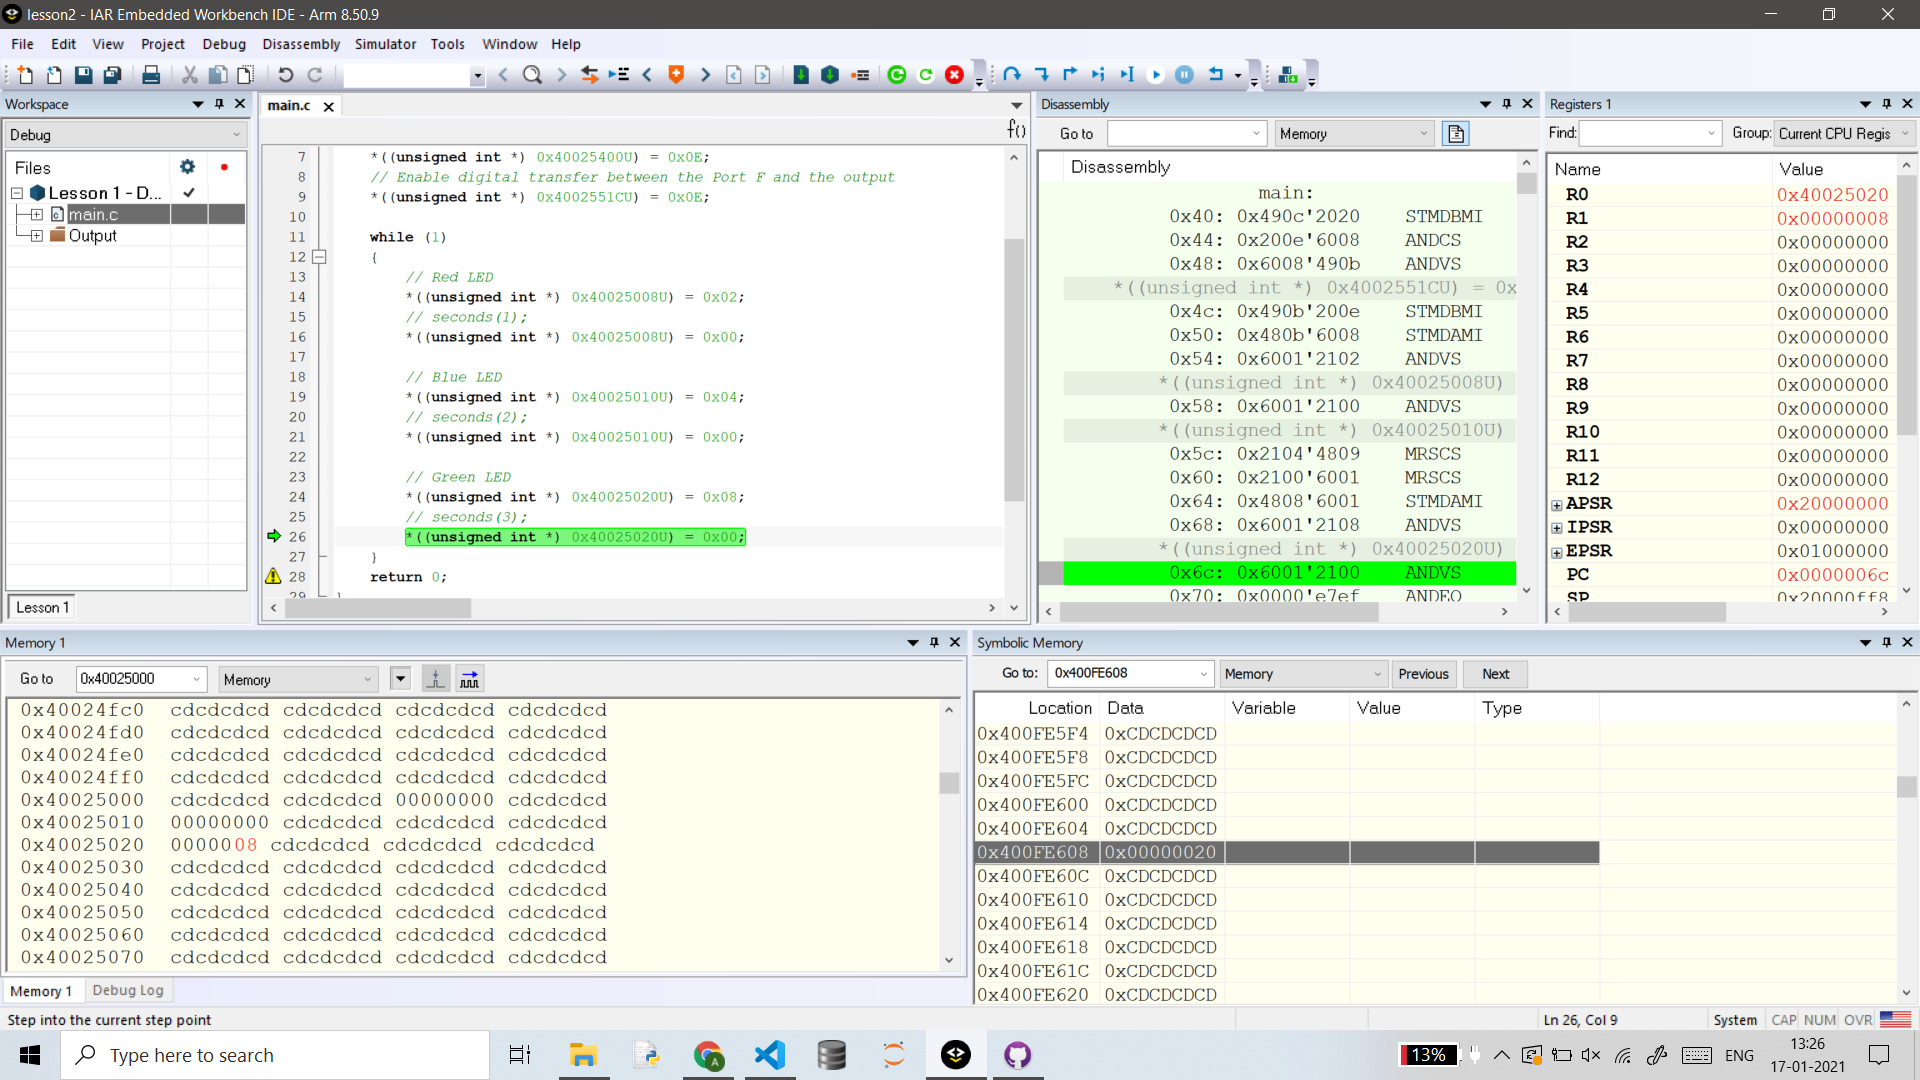 lesson2 - IAR Embedded Workbench IDE - Arm 8.50.9
File Edit View Project Debug Disassembly Simulator Tools Window Help
Workspace
Debug
Files
Lesson 1 - D...
main.c
Output
Lesson 1
main.c
f()
7 *((unsigned int *) 0x40025400U) = 0x0E;
8 // Enable digital transfer between the Port F and the output
9 *((unsigned int *) 0x4002551CU) = 0x0E;
10
11 while (1)
12 {
13 // Red LED
14 *((unsigned int *) 0x40025008U) = 0x02;
15 // seconds(1);
16 *((unsigned int *) 0x40025008U) = 0x00;
17
18 // Blue LED
19 *((unsigned int *) 0x40025010U) = 0x04;
20 // seconds(2);
21 *((unsigned int *) 0x40025010U) = 0x00;
22
23 // Green LED
24 *((unsigned int *) 0x40025020U) = 0x08;
25 // seconds(3);
26 *((unsigned int *) 0x40025020U) = 0x00;
27 }
28 return 0;
29 }
Disassembly
Go to Memory
Disassembly
main:
0x40: 0x490c'2020 STMDBMI
0x44: 0x200e'6008 ANDCS
0x48: 0x6008'490b ANDVS
*((unsigned int *) 0x4002551CU) = 0x
0x4c: 0x490b'200e STMDBMI
0x50: 0x480b'6008 STMDAMI
0x54: 0x6001'2102 ANDVS
*((unsigned int *) 0x40025008U)
0x58: 0x6001'2100 ANDVS
*((unsigned int *) 0x40025010U)
0x5c: 0x2104'4809 MRSCS
0x60: 0x2100'6001 MRSCS
0x64: 0x4808'6001 STMDAMI
0x68: 0x6001'2108 ANDVS
*((unsigned int *) 0x40025020U)
0x6c: 0x6001'2100 ANDVS
0x70: 0x0000'e7ef ANDEQ
Registers 1
Find: Group: Current CPU Regis
Name Value
R0 0x40025020
R1 0x00000008
R2 0x00000000
R3 0x00000000
R4 0x00000000
R5 0x00000000
R6 0x00000000
R7 0x00000000
R8 0x00000000
R9 0x00000000
R10 0x00000000
R11 0x00000000
R12 0x00000000
APSR 0x20000000
IPSR 0x00000000
EPSR 0x01000000
PC 0x0000006c
SP 0x20000ff8
Memory 1
Go to 0x40025000 Memory
0x40024fc0 cdcdcdcd cdcdcdcd cdcdcdcd cdcdcdcd
0x40024fd0 cdcdcdcd cdcdcdcd cdcdcdcd cdcdcdcd
0x40024fe0 cdcdcdcd cdcdcdcd cdcdcdcd cdcdcdcd
0x40024ff0 cdcdcdcd cdcdcdcd cdcdcdcd cdcdcdcd
0x40025000 cdcdcdcd cdcdcdcd 00000000 cdcdcdcd
0x40025010 00000000 cdcdcdcd cdcdcdcd cdcdcdcd
0x40025020 00000008 cdcdcdcd cdcdcdcd cdcdcdcd
0x40025030 cdcdcdcd cdcdcdcd cdcdcdcd cdcdcdcd
0x40025040 cdcdcdcd cdcdcdcd cdcdcdcd cdcdcdcd
0x40025050 cdcdcdcd cdcdcdcd cdcdcdcd cdcdcdcd
0x40025060 cdcdcdcd cdcdcdcd cdcdcdcd cdcdcdcd
0x40025070 cdcdcdcd cdcdcdcd cdcdcdcd cdcdcdcd
Memory 1 Debug Log
Symbolic Memory
Go to: 0x400FE608 Memory Previous Next
Location Data Variable Value Type
0x400FE5F4 0xCDCDCDCD
0x400FE5F8 0xCDCDCDCD
0x400FE5FC 0xCDCDCDCD
0x400FE600 0xCDCDCDCD
0x400FE604 0xCDCDCDCD
0x400FE608 0x00000020
0x400FE60C 0xCDCDCDCD
0x400FE610 0xCDCDCDCD
0x400FE614 0xCDCDCDCD
0x400FE618 0xCDCDCDCD
0x400FE61C 0xCDCDCDCD
0x400FE620 0xCDCDCDCD
Step into the current step point
Ln 26, Col 9 System CAP NUM OVR
Type here to search
A
13%
ENG
13:26
17-01-2021